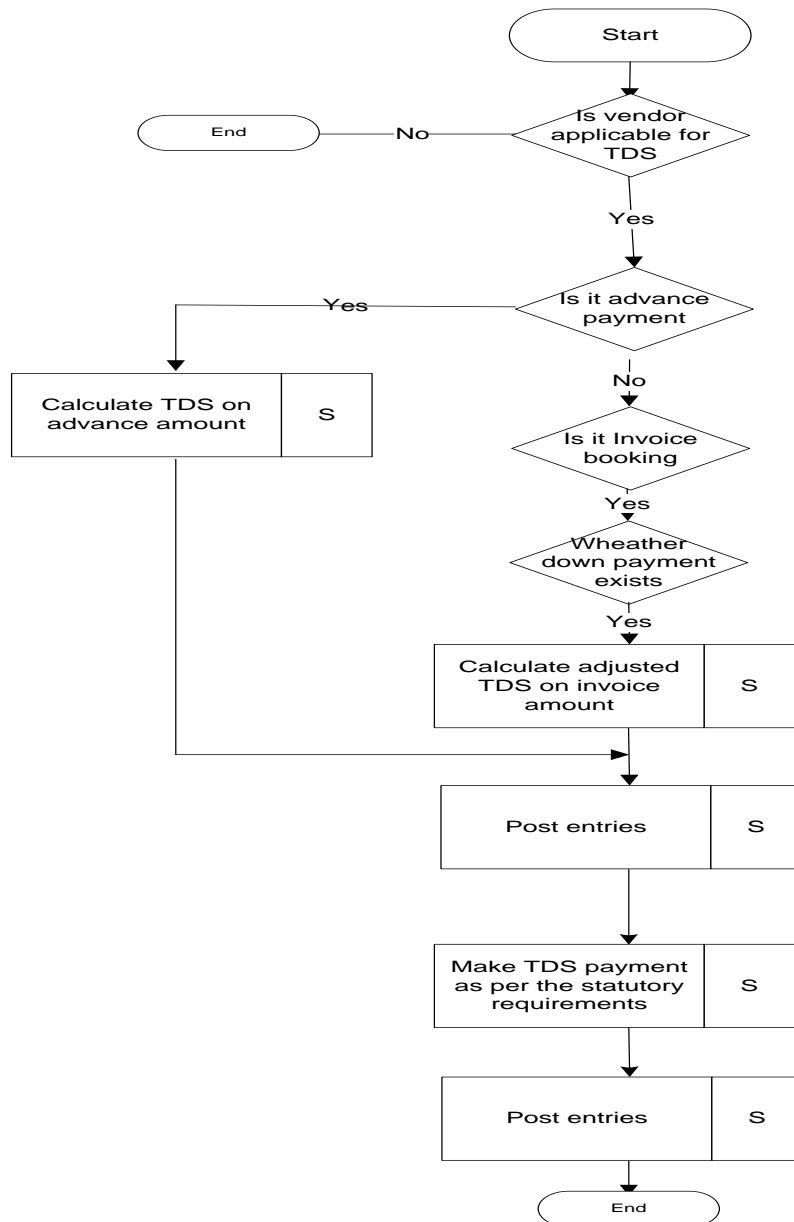 Start
Is vendor
applicable for
TDS
End
No
Yes
Is it advance
payment
Yes
No
Calculate TDS on
advance amount
S
Is it Invoice
booking
Yes
Wheather
down payment
exists
Yes
Calculate adjusted
TDS on invoice
amount
S
Post entries
S
Make TDS payment
as per the statutory
requirements
S
Post entries
S
End